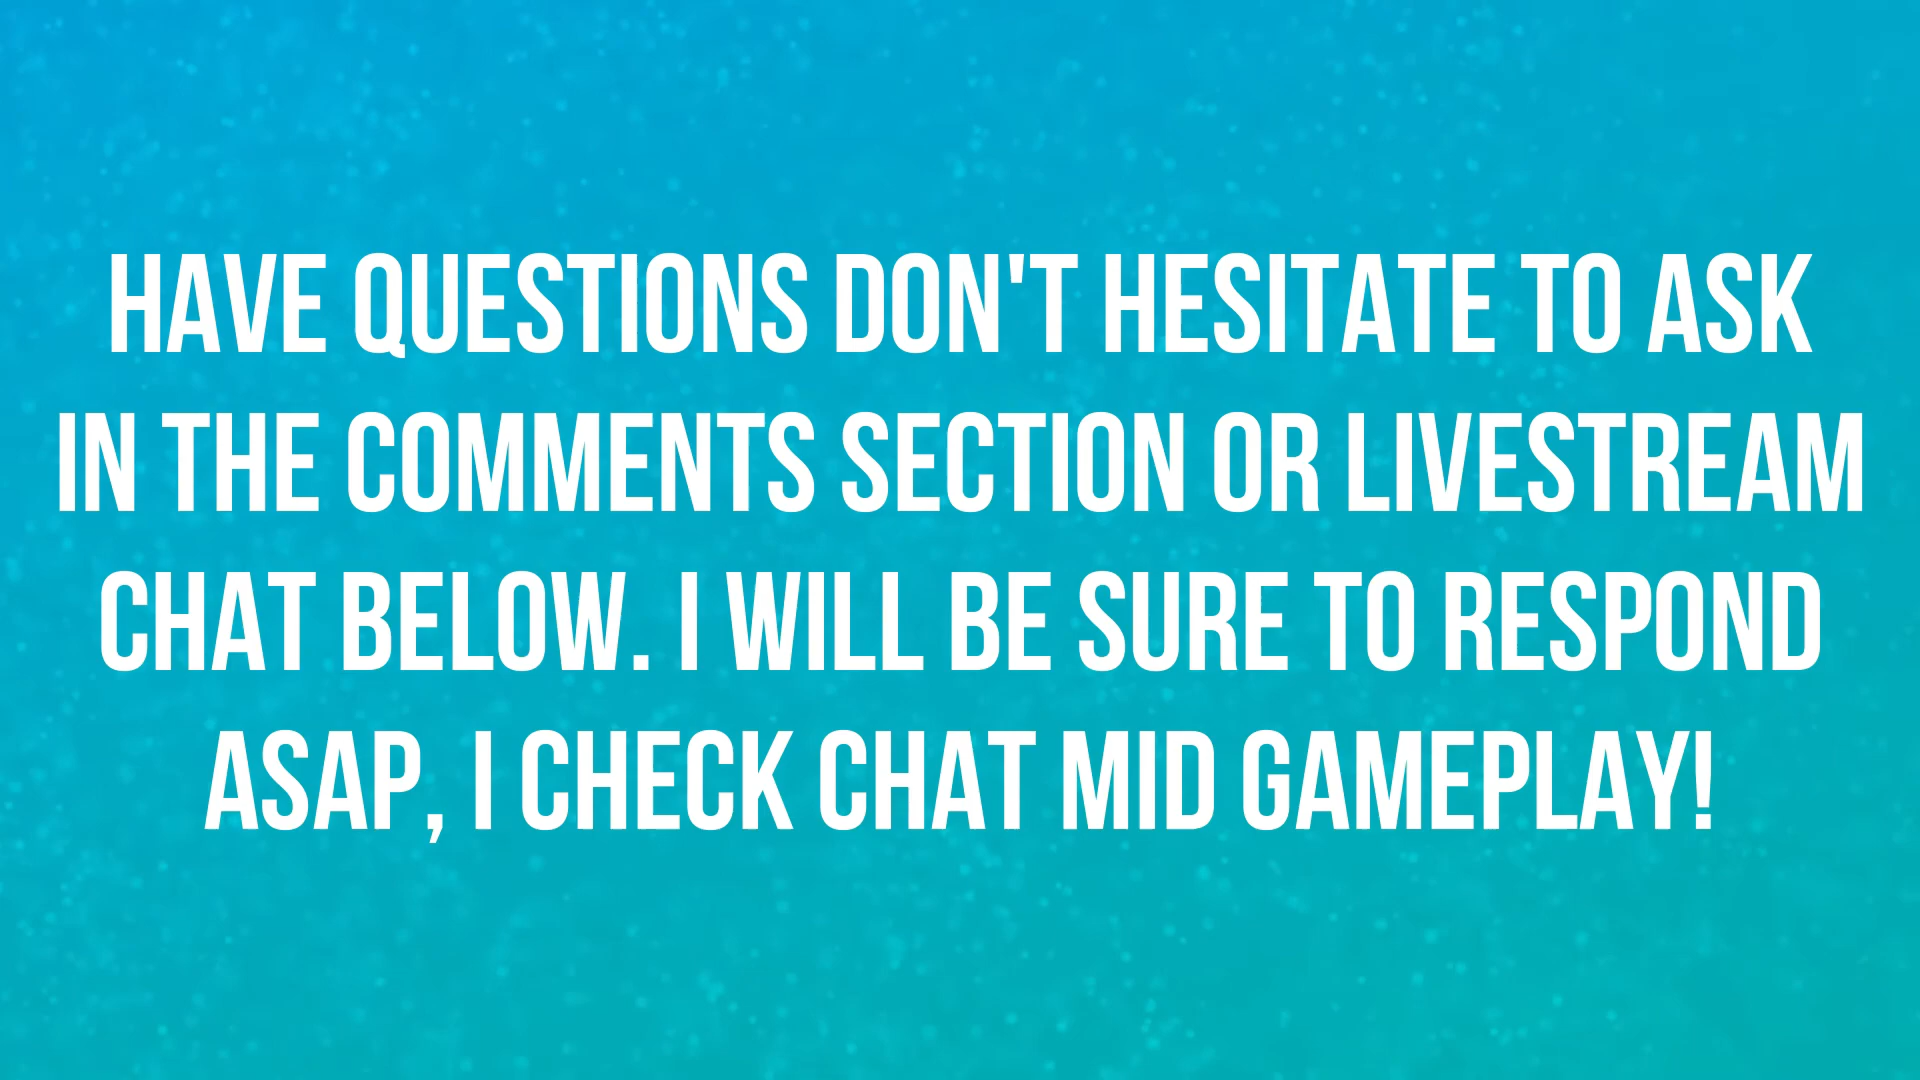 HAVE QUESTIONS DON'T HESITATE TO ASK
IN THE COMMENTS SECTION OR LIVESTREAM
CHAT BELOW. I WILL BE SURE TO RESPOND
ASAP, I CHECK CHAT MID GAMEPLAY!